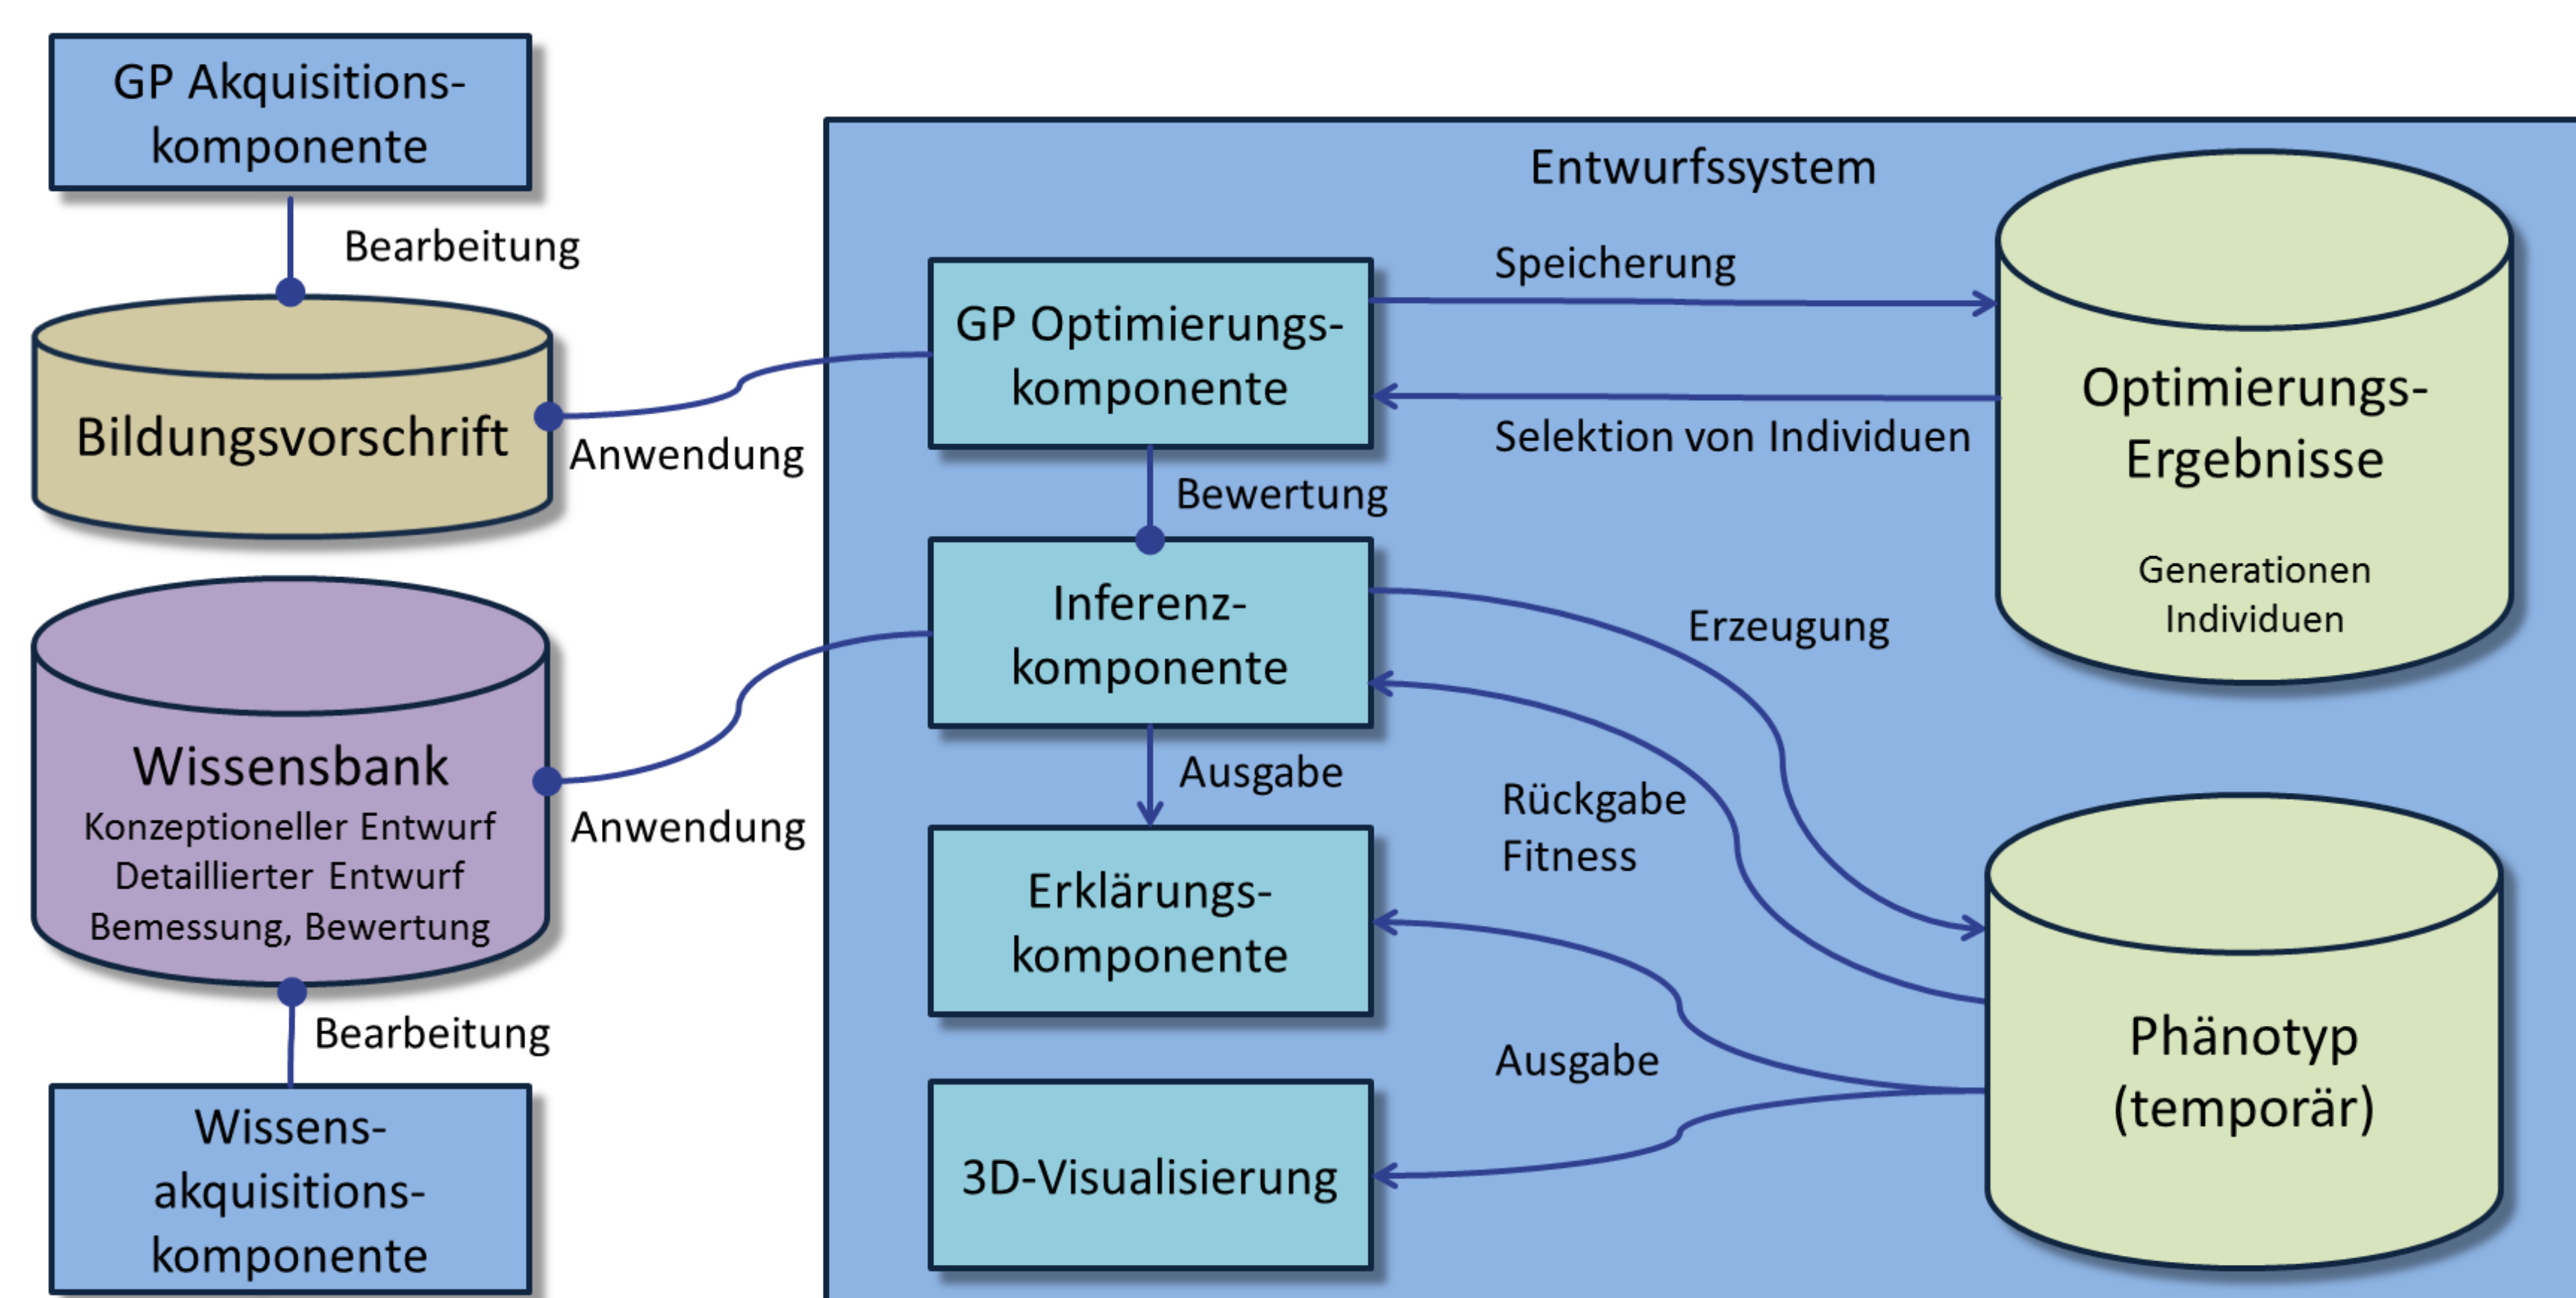 GP Akquisitions-
komponente
Bearbeitung
Bildungsvorschrift
Anwendung
Wissensbank
Konzeptioneller Entwurf
Detaillierter Entwurf
Bemessung, Bewertung
Anwendung
Bearbeitung
Wissens-
akquisitions-
komponente
Entwurfssystem
GP Optimierungs-
komponente
Speicherung
Selektion von Individuen
Optimierungs-
Ergebnisse
Generationen
Individuen
Bewertung
Inferenz-
komponente
Erzeugung
Ausgabe
Rückgabe
Fitness
Erklärungs-
komponente
Ausgabe
3D-Visualisierung
Phänotyp
(temporär)